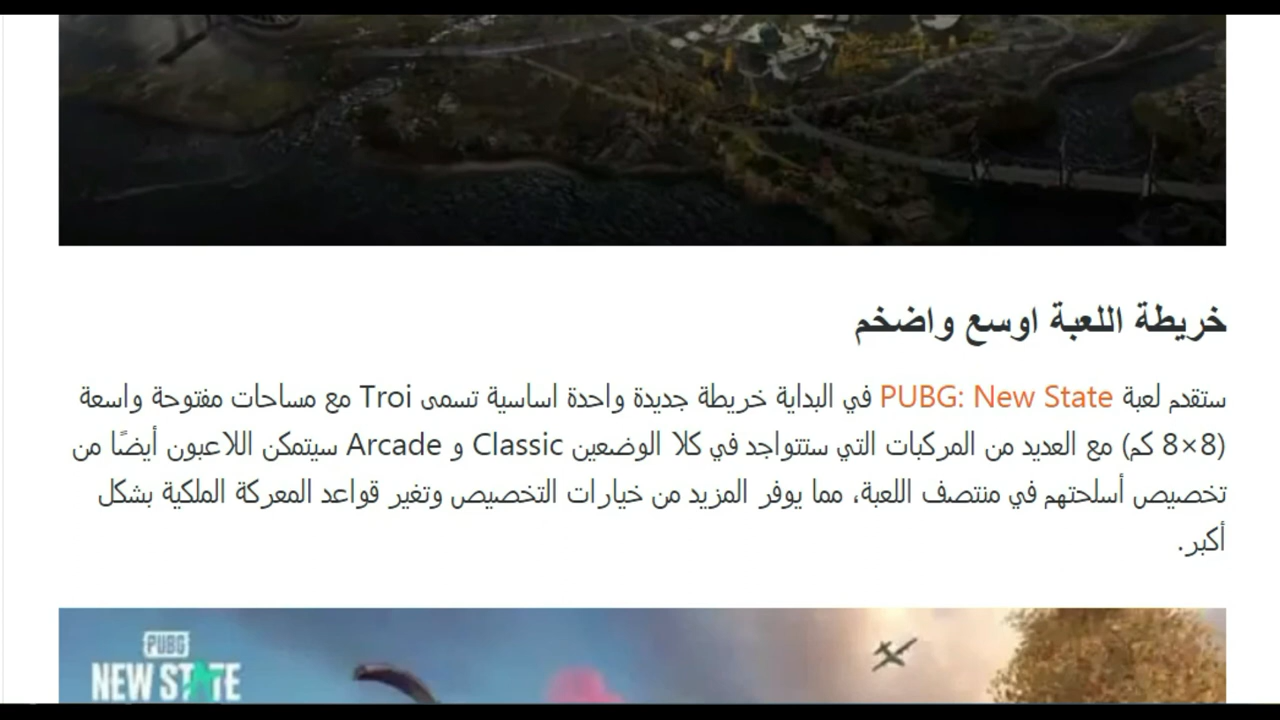 خريطة اللعبة اوسع واضخم
ستقدم لعبة PUBG: New State في البداية خريطة جديدة واحدة اساسية تسمى Troi مع مساحات مفتوحة واسعة
(8×8 كم) مع العديد من المركبات التي ستتواجد في كلا الوضعين Classic و Arcade سيتمكن اللاعبون أيضًا من
تخصيص أسلحتهم في منتصف اللعبة، مما يوفر المزيد من خيارات التخصيص وتغير قواعد المعركة الملكية بشكل
أكبر.
PUBG
NEW STATE